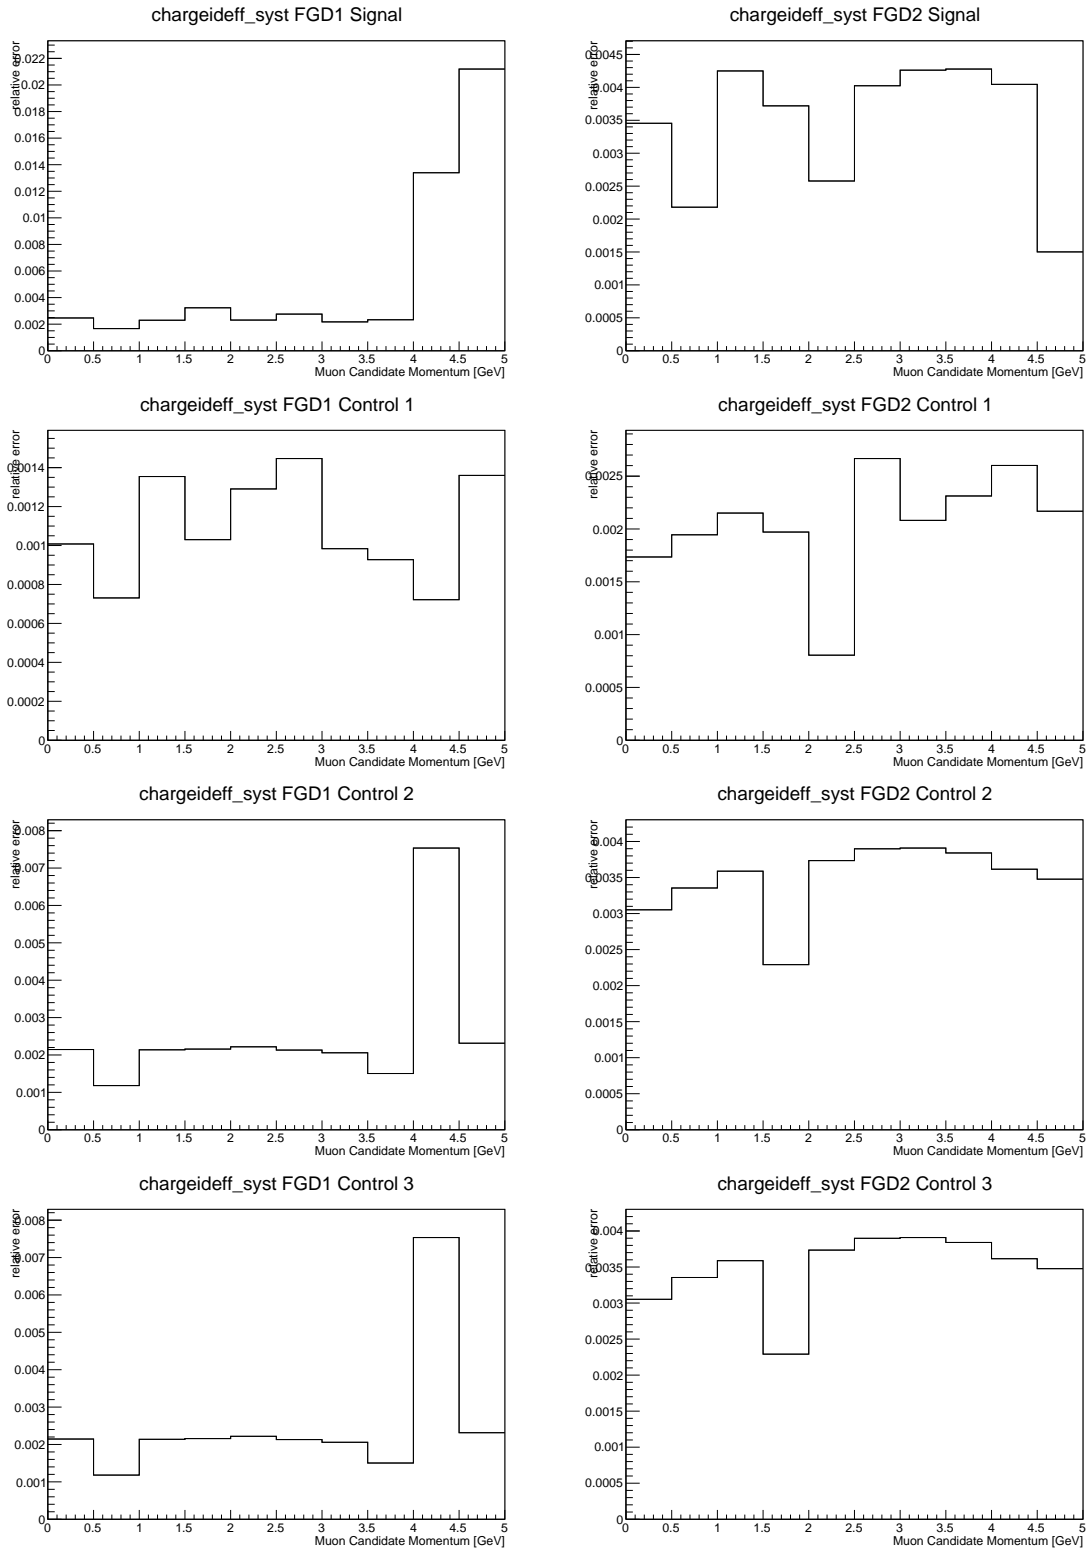 chargeideff_syst FGD1 Signal
relative error
0.022
0.02
0.018
0.016
0.014
0.012
0.01
0.008
0.006
0.004
0.002
0
0 0.5 1 1.5 2 2.5 3 3.5 4 4.5 5
Muon Candidate Momentum [GeV]
chargeideff_syst FGD2 Signal
relative error
0.0045
0.004
0.0035
0.003
0.0025
0.002
0.0015
0.001
0.0005
0
0 0.5 1 1.5 2 2.5 3 3.5 4 4.5 5
Muon Candidate Momentum [GeV]
chargeideff_syst FGD1 Control 1
relative error
0.0014
0.0012
0.001
0.0008
0.0006
0.0004
0.0002
0
0 0.5 1 1.5 2 2.5 3 3.5 4 4.5 5
Muon Candidate Momentum [GeV]
chargeideff_syst FGD2 Control 1
relative error
0.0025
0.002
0.0015
0.001
0.0005
0
0 0.5 1 1.5 2 2.5 3 3.5 4 4.5 5
Muon Candidate Momentum [GeV]
chargeideff_syst FGD1 Control 2
relative error
0.008
0.007
0.006
0.005
0.004
0.003
0.002
0.001
0
0 0.5 1 1.5 2 2.5 3 3.5 4 4.5 5
Muon Candidate Momentum [GeV]
chargeideff_syst FGD2 Control 2
relative error
0.004
0.0035
0.003
0.0025
0.002
0.0015
0.001
0.0005
0
0 0.5 1 1.5 2 2.5 3 3.5 4 4.5 5
Muon Candidate Momentum [GeV]
chargeideff_syst FGD1 Control 3
relative error
0.008
0.007
0.006
0.005
0.004
0.003
0.002
0.001
0
0 0.5 1 1.5 2 2.5 3 3.5 4 4.5 5
Muon Candidate Momentum [GeV]
chargeideff_syst FGD2 Control 3
relative error
0.004
0.0035
0.003
0.0025
0.002
0.0015
0.001
0.0005
0
0 0.5 1 1.5 2 2.5 3 3.5 4 4.5 5
Muon Candidate Momentum [GeV]